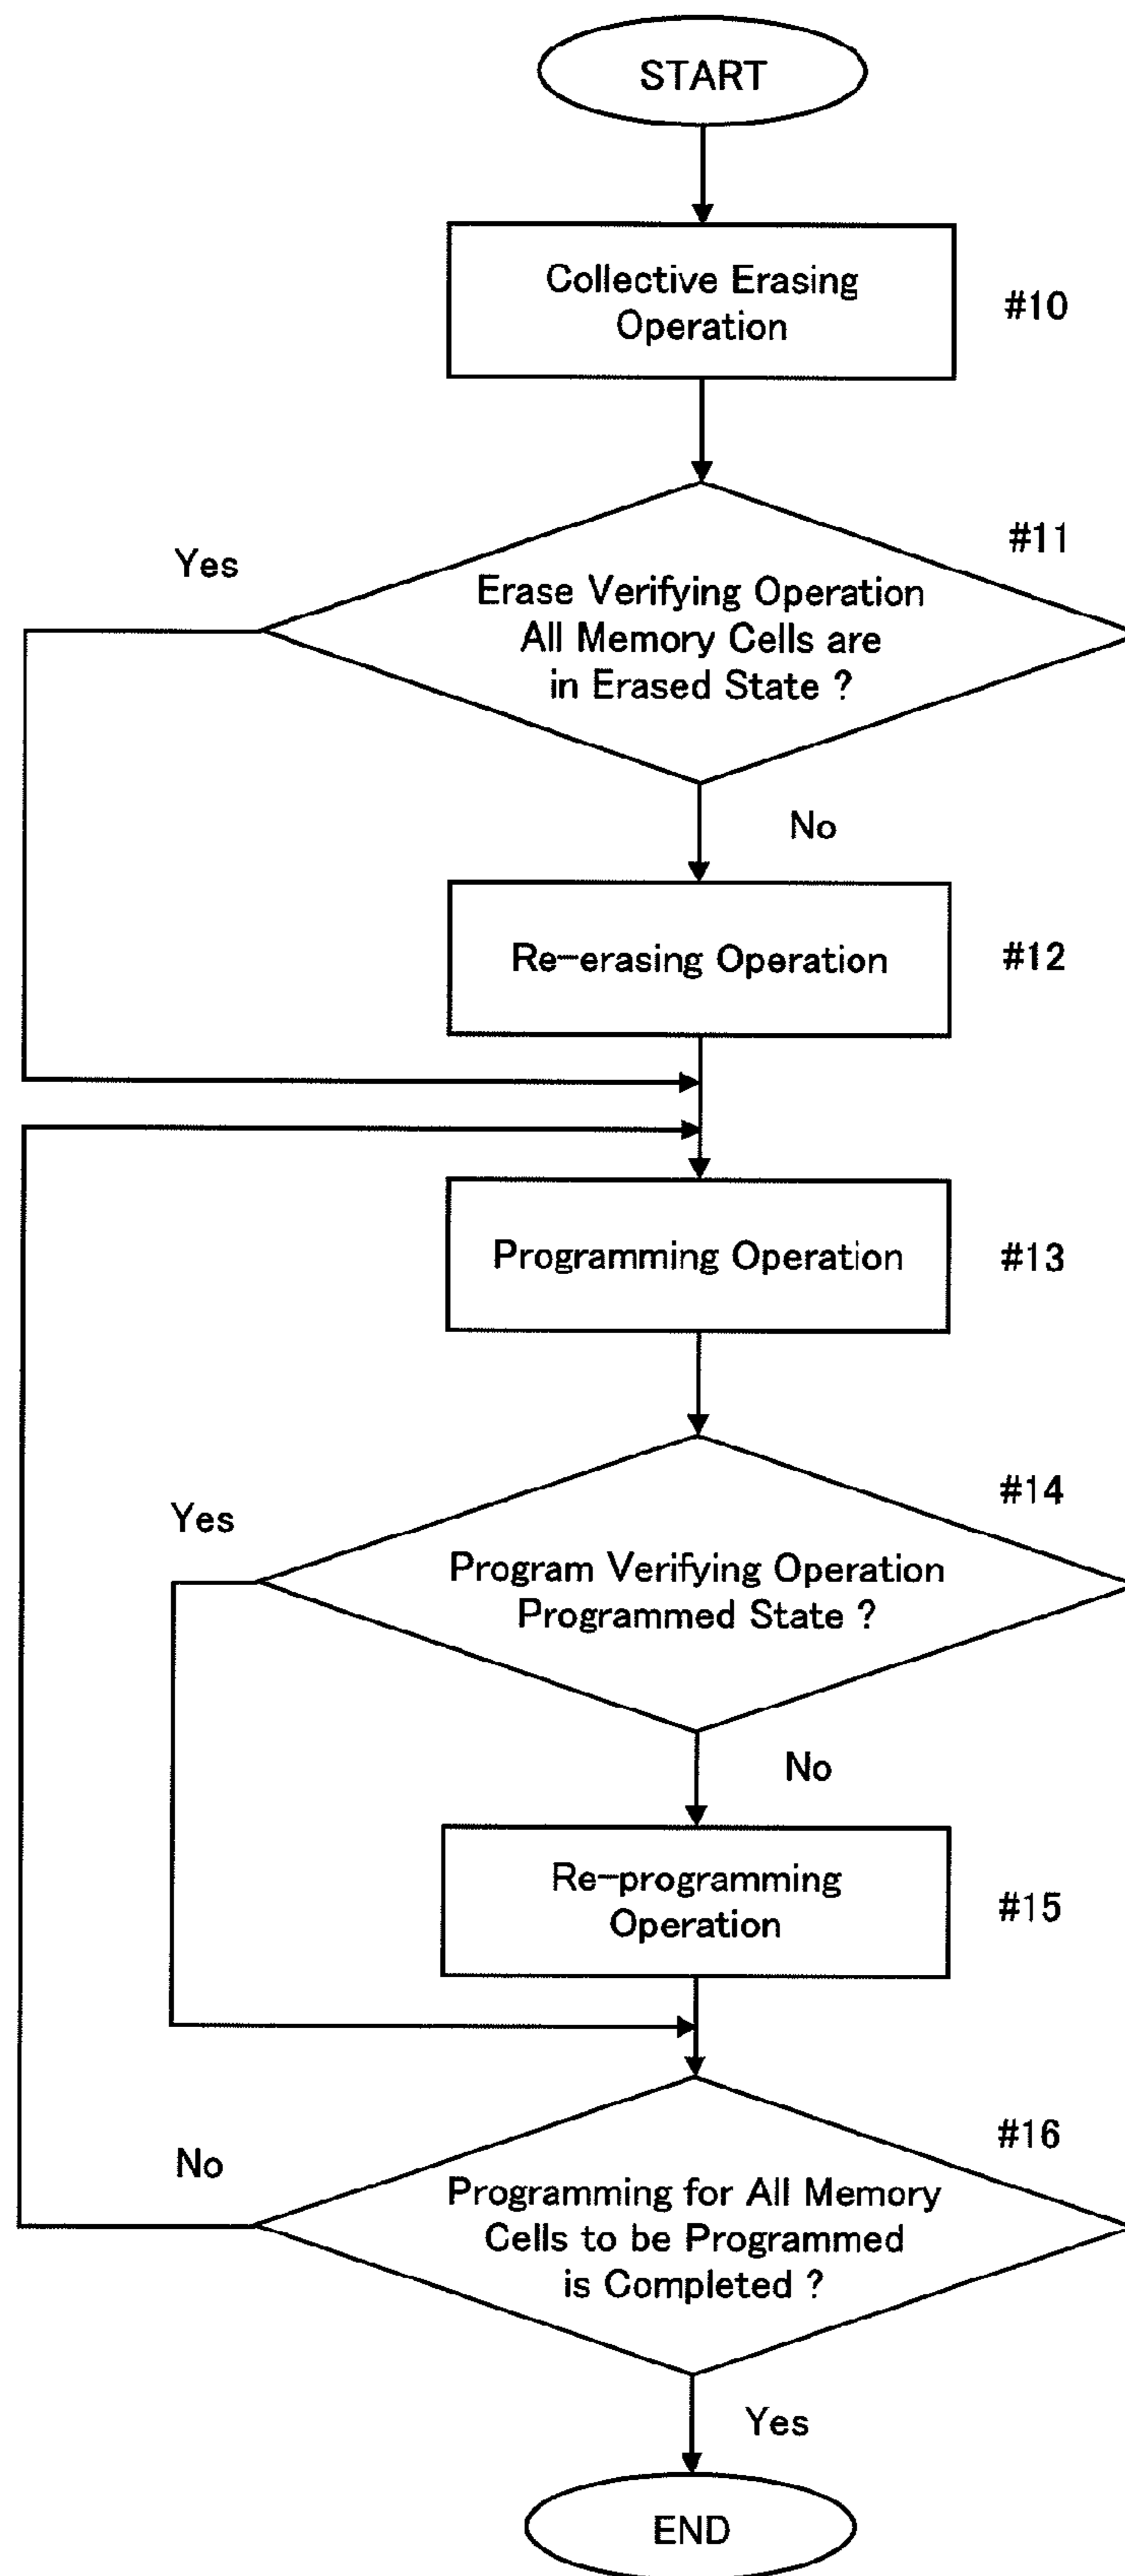 START
Collective Erasing
Operation
#10
#11
Yes
Erase Verifying Operation
All Memory Cells are
in Erased State ?
No
Re-erasing Operation
#12
Programming Operation
#13
#14
Yes
Program Verifying Operation
Programmed State ?
No
Re-programming
Operation
#15
#16
No
Programming for All Memory
Cells to be Programmed
is Completed ?
Yes
END